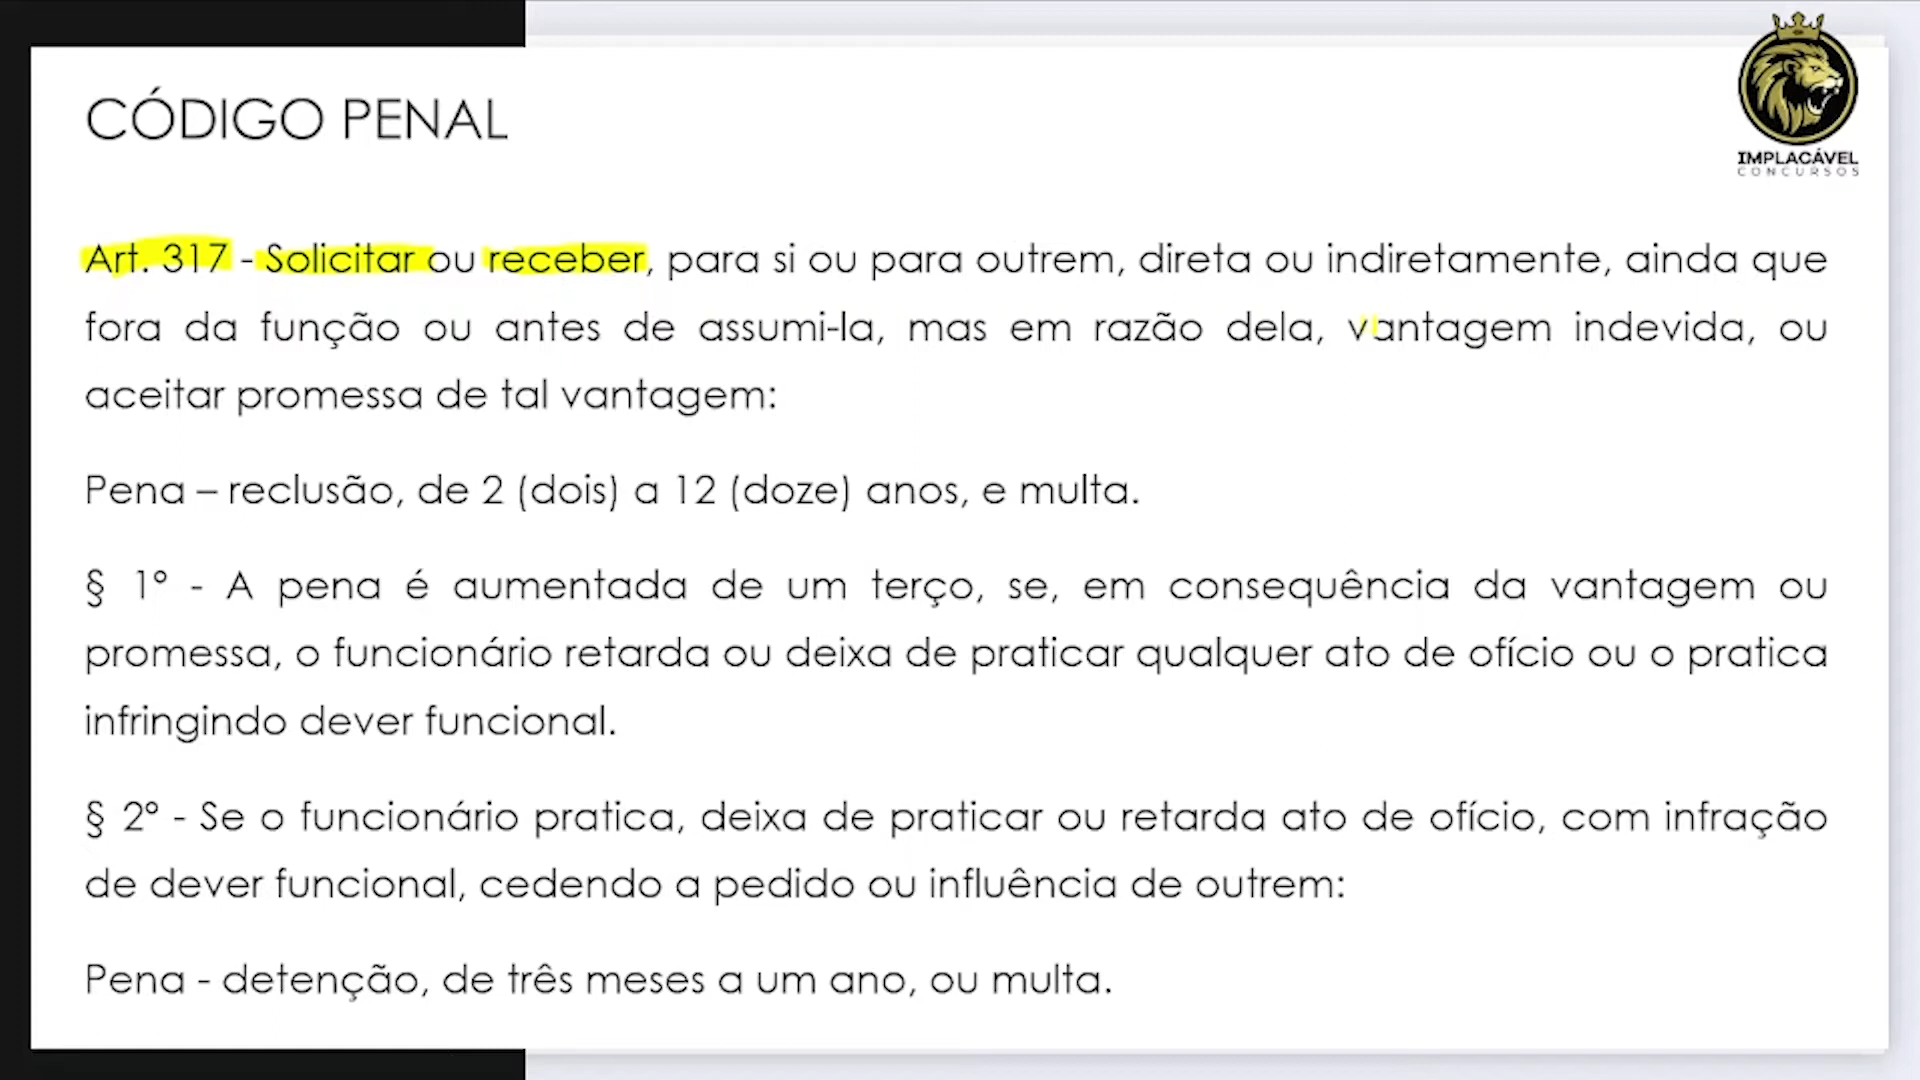 CÓDIGO PENAL
IMPLACÁVEL
CONCURSOS
Art. 317 - Solicitar ou receber, para si ou para outrem, direta ou indiretamente, ainda que
fora da função ou antes de assumi-la, mas em razão dela, vantagem indevida, ou
aceitar promessa de tal vantagem:
Pena – reclusão, de 2 (dois) a 12 (doze) anos, e multa.
§ 1º - A pena é aumentada de um terço, se, em consequência da vantagem ou
promessa, o funcionário retarda ou deixa de praticar qualquer ato de ofício ou o pratica
infringindo dever funcional.
§ 2º - Se o funcionário pratica, deixa de praticar ou retarda ato de ofício, com infração
de dever funcional, cedendo a pedido ou influência de outrem:
Pena - detenção, de três meses a um ano, ou multa.